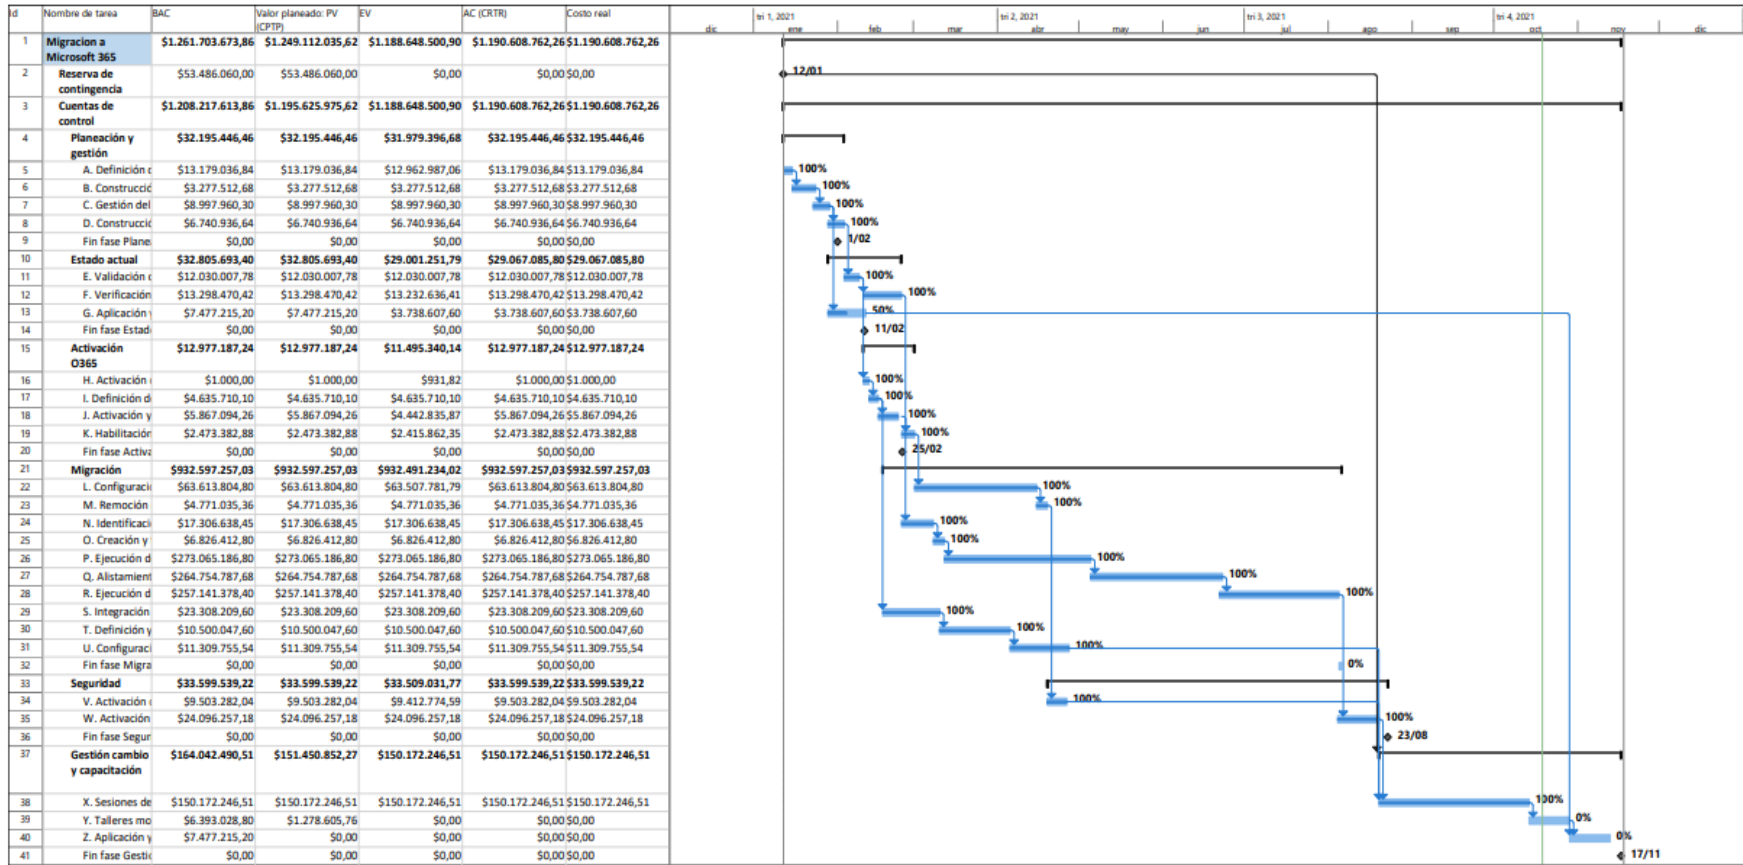 Id Nombre de tarea BAC Valor planeado: PV (CPTP) EV AC (CRTR) Costo real
tri 1, 2021 tri 2, 2021 tri 3, 2021 tri 4, 2021
dic ene feb mar abr may jun jul ago sep oct nov dic
1 Migracion a Microsoft 365 $1.261.703.673,86 $1.249.112.035,62 $1.188.648.500,90 $1.190.608.762,26 $1.190.608.762,26
2 Reserva de contingencia $53.486.060,00 $53.486.060,00 $0,00 $0,00 $0,00 12/01
3 Cuentas de control $1.208.217.613,86 $1.195.625.975,62 $1.188.648.500,90 $1.190.608.762,26 $1.190.608.762,26
4 Planeación y gestión $32.195.446,46 $32.195.446,46 $31.979.396,68 $32.195.446,46 $32.195.446,46
5 A. Definición $13.179.036,84 $13.179.036,84 $12.962.987,06 $13.179.036,84 $13.179.036,84 100%
6 B. Construcció $3.277.512,68 $3.277.512,68 $3.277.512,68 $3.277.512,68 $3.277.512,68 100%
7 C. Gestión del $8.997.960,30 $8.997.960,30 $8.997.960,30 $8.997.960,30 $8.997.960,30 100%
8 D. Construcció $6.740.936,64 $6.740.936,64 $6.740.936,64 $6.740.936,64 $6.740.936,64 100%
9 Fin fase Plane $0,00 $0,00 $0,00 $0,00 $0,00 1/02
10 Estado actual $32.805.693,40 $32.805.693,40 $29.001.251,79 $29.067.085,80 $29.067.085,80
11 E. Validación $12.030.007,78 $12.030.007,78 $12.030.007,78 $12.030.007,78 $12.030.007,78 100%
12 F. Verificación $13.298.470,42 $13.298.470,42 $13.232.636,41 $13.298.470,42 $13.298.470,42 100%
13 G. Aplicación $7.477.215,20 $7.477.215,20 $3.738.607,60 $3.738.607,60 $3.738.607,60 50%
14 Fin fase Estad $0,00 $0,00 $0,00 $0,00 $0,00 11/02
15 Activación O365 $12.977.187,24 $12.977.187,24 $11.495.340,14 $12.977.187,24 $12.977.187,24
16 H. Activación $1.000,00 $1.000,00 $931,82 $1.000,00 $1.000,00 100%
17 I. Definición d $4.635.710,10 $4.635.710,10 $4.635.710,10 $4.635.710,10 $4.635.710,10 100%
18 J. Activación y $5.867.094,26 $5.867.094,26 $4.442.835,87 $5.867.094,26 $5.867.094,26 100%
19 K. Habilitación $2.473.382,88 $2.473.382,88 $2.415.862,35 $2.473.382,88 $2.473.382,88 100%
20 Fin fase Activa $0,00 $0,00 $0,00 $0,00 $0,00 25/02
21 Migración $932.597.257,03 $932.597.257,03 $932.491.234,02 $932.597.257,03 $932.597.257,03
22 L. Configuraci $63.613.804,80 $63.613.804,80 $63.507.781,79 $63.613.804,80 $63.613.804,80 100%
23 M. Remoción $4.771.035,36 $4.771.035,36 $4.771.035,36 $4.771.035,36 $4.771.035,36 100%
24 N. Identificaci $17.306.638,45 $17.306.638,45 $17.306.638,45 $17.306.638,45 $17.306.638,45 100%
25 O. Creación y $6.826.412,80 $6.826.412,80 $6.826.412,80 $6.826.412,80 $6.826.412,80 100%
26 P. Ejecución d $273.065.186,80 $273.065.186,80 $273.065.186,80 $273.065.186,80 $273.065.186,80 100%
27 Q. Alistamient $264.754.787,68 $264.754.787,68 $264.754.787,68 $264.754.787,68 $264.754.787,68 100%
28 R. Ejecución d $257.141.378,40 $257.141.378,40 $257.141.378,40 $257.141.378,40 $257.141.378,40 100%
29 S. Integración $23.308.209,60 $23.308.209,60 $23.308.209,60 $23.308.209,60 $23.308.209,60 100%
30 T. Definición y $10.500.047,60 $10.500.047,60 $10.500.047,60 $10.500.047,60 $10.500.047,60 100%
31 U. Configuraci $11.309.755,54 $11.309.755,54 $11.309.755,54 $11.309.755,54 $11.309.755,54 100%
32 Fin fase Migra $0,00 $0,00 $0,00 $0,00 $0,00 0%
33 Seguridad $33.599.539,22 $33.599.539,22 $33.509.031,77 $33.599.539,22 $33.599.539,22
34 V. Activación $9.503.282,04 $9.503.282,04 $9.412.774,59 $9.503.282,04 $9.503.282,04 100%
35 W. Activación $24.096.257,18 $24.096.257,18 $24.096.257,18 $24.096.257,18 $24.096.257,18 100%
36 Fin fase Segur $0,00 $0,00 $0,00 $0,00 $0,00 23/08
37 Gestión cambio y capacitación $164.042.490,51 $151.450.852,27 $150.172.246,51 $150.172.246,51 $150.172.246,51
38 X. Sesiones de $150.172.246,51 $150.172.246,51 $150.172.246,51 $150.172.246,51 $150.172.246,51 100%
39 Y. Talleres mo $6.393.028,80 $1.278.605,76 $0,00 $0,00 $0,00 0%
40 Z. Aplicación y $7.477.215,20 $0,00 $0,00 $0,00 $0,00 0%
41 Fin fase Gesti $0,00 $0,00 $0,00 $0,00 $0,00 17/11